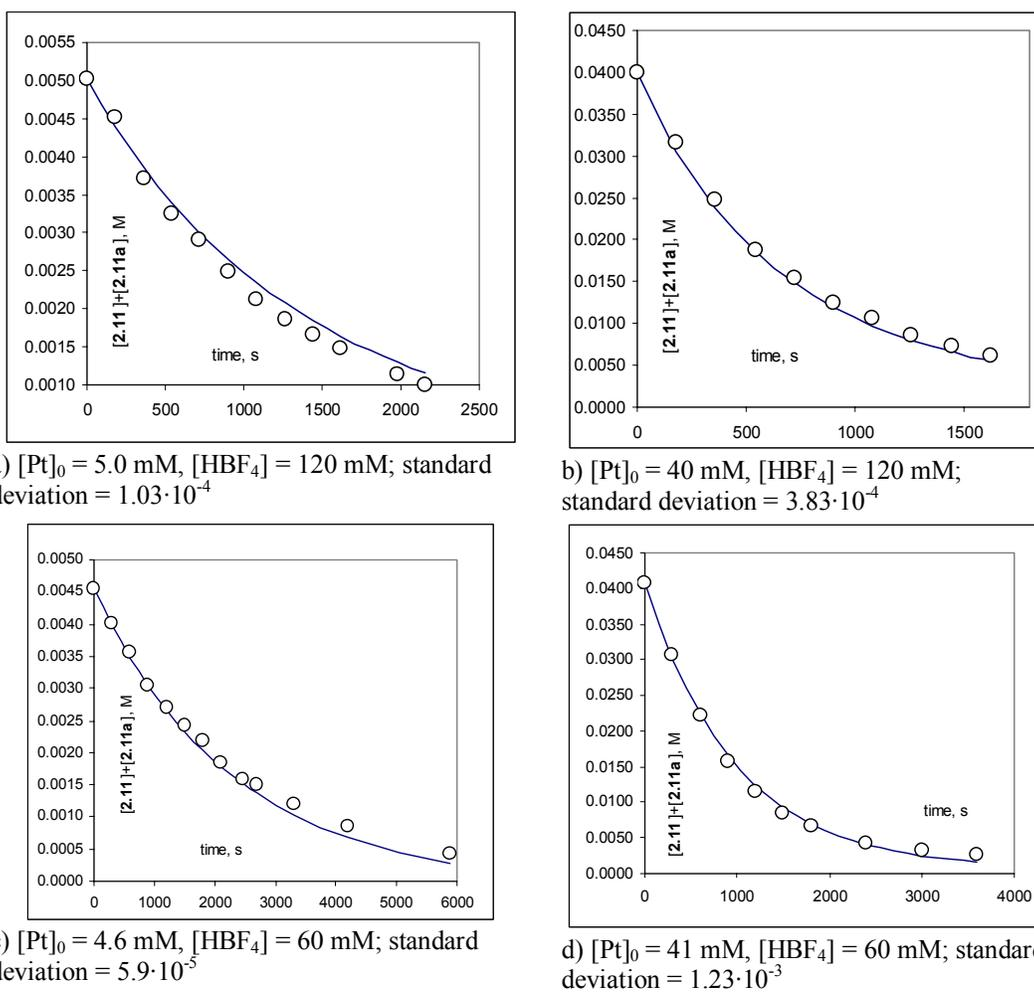 0.0055
0.0050
0.0045
0.0040
0.0035
0.0030
0.0025
0.0020
0.0015
0.0010
[2.11]+[2.11a], M
time, s
0 500 1000 1500 2000 2500
) [Pt]₀ = 5.0 mM, [HBF₄] = 120 mM; standard
deviation = 1.03·10⁻⁴
0.0450
0.0400
0.0350
0.0300
0.0250
0.0200
0.0150
0.0100
0.0050
0.0000
[2.11]+[2.11a], M
time, s
0 500 1000 1500
b) [Pt]₀ = 40 mM, [HBF₄] = 120 mM;
standard deviation = 3.83·10⁻⁴
0.0050
0.0045
0.0040
0.0035
0.0030
0.0025
0.0020
0.0015
0.0010
0.0005
0.0000
[2.11]+[2.11a], M
time, s
0 1000 2000 3000 4000 5000 6000
) [Pt]₀ = 4.6 mM, [HBF₄] = 60 mM; standard
deviation = 5.9·10⁻⁵
0.0450
0.0400
0.0350
0.0300
0.0250
0.0200
0.0150
0.0100
0.0050
0.0000
[2.11]+[2.11a], M
time, s
0 1000 2000 3000 4000
d) [Pt]₀ = 41 mM, [HBF₄] = 60 mM; standard
deviation = 1.23·10⁻³